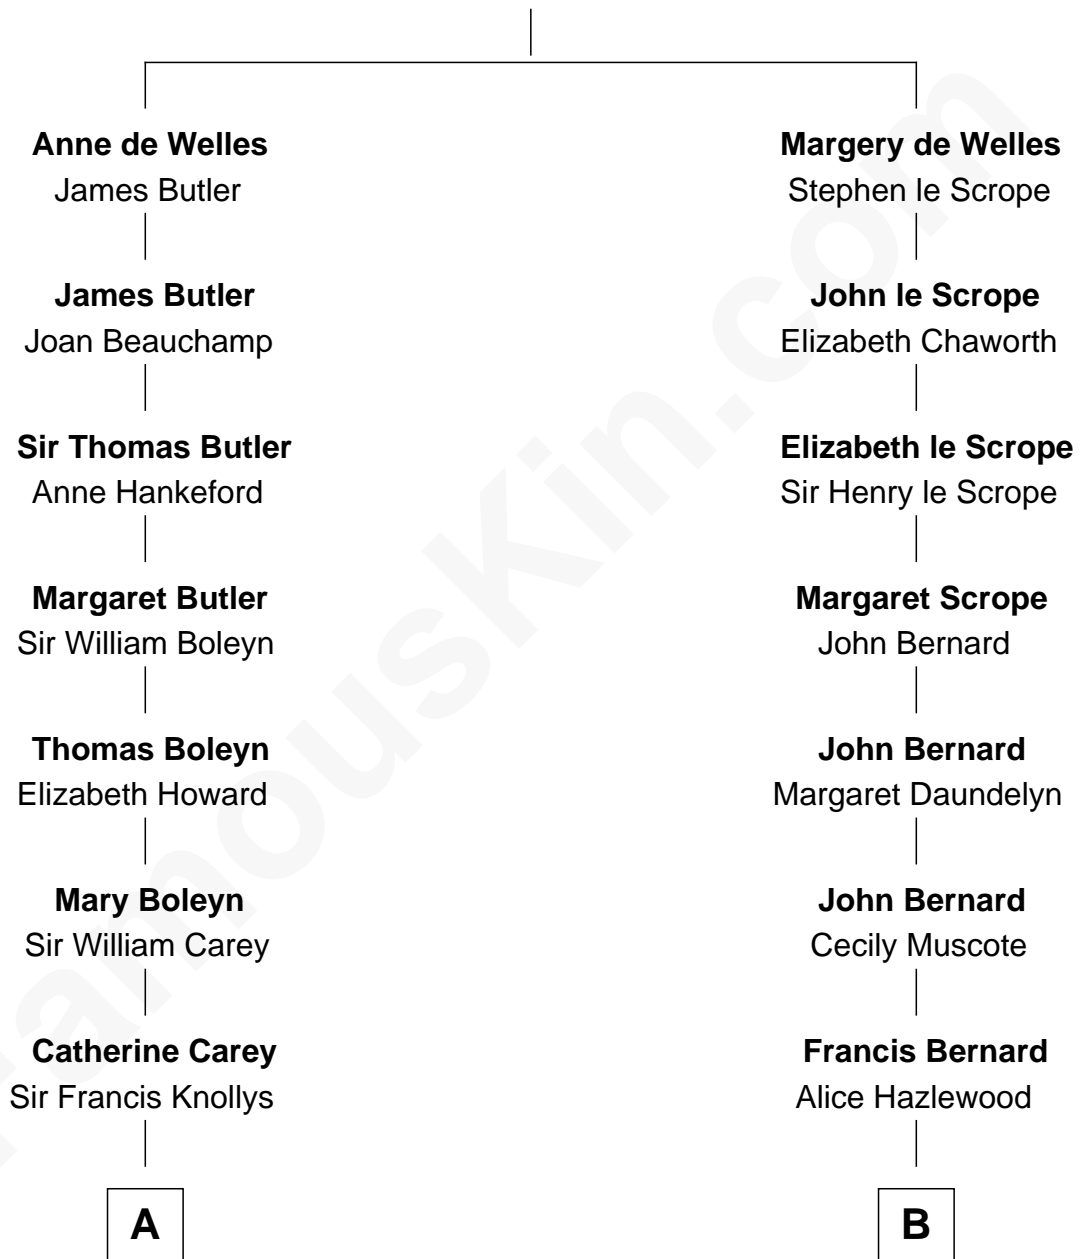 Anne de Welles
James Butler
James Butler
Joan Beauchamp
Sir Thomas Butler
Anne Hankeford
Margaret Butler
Sir William Boleyn
Thomas Boleyn
Elizabeth Howard
Mary Boleyn
Sir William Carey
Catherine Carey
Sir Francis Knollys
A
Margery de Welles
Stephen le Scrope
John le Scrope
Elizabeth Chaworth
Elizabeth le Scrope
Sir Henry le Scrope
Margaret Scrope
John Bernard
John Bernard
Margaret Daundelyn
John Bernard
Cecily Muscote
Francis Bernard
Alice Hazlewood
B
famouskin.com